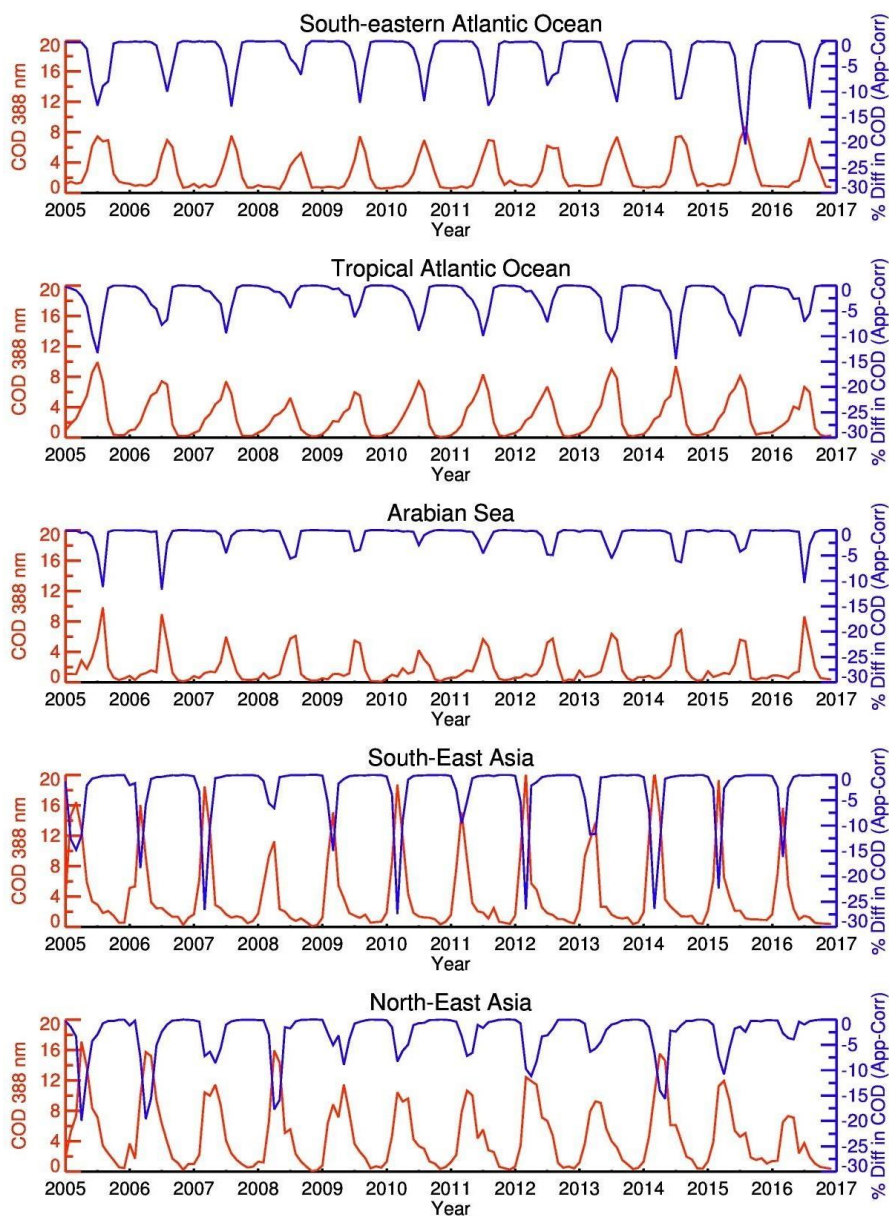 South-eastern Atlantic Ocean
COD 388 nm
20
16
12
8
4
0
0
-5
-10
-15
-20
-25
-30
% Diff in COD (App-Corr)
2005 2006 2007 2008 2009 2010 2011 2012 2013 2014 2015 2016 2017
Year
Tropical Atlantic Ocean
COD 388 nm
20
16
12
8
4
0
0
-5
-10
-15
-20
-25
-30
% Diff in COD (App-Corr)
2005 2006 2007 2008 2009 2010 2011 2012 2013 2014 2015 2016 2017
Year
Arabian Sea
COD 388 nm
20
16
12
8
4
0
0
-5
-10
-15
-20
-25
-30
% Diff in COD (App-Corr)
2005 2006 2007 2008 2009 2010 2011 2012 2013 2014 2015 2016 2017
Year
South-East Asia
COD 388 nm
20
16
12
8
4
0
0
-5
-10
-15
-20
-25
-30
% Diff in COD (App-Corr)
2005 2006 2007 2008 2009 2010 2011 2012 2013 2014 2015 2016 2017
Year
North-East Asia
COD 388 nm
20
16
12
8
4
0
0
-5
-10
-15
-20
-25
-30
% Diff in COD (App-Corr)
2005 2006 2007 2008 2009 2010 2011 2012 2013 2014 2015 2016 2017
Year